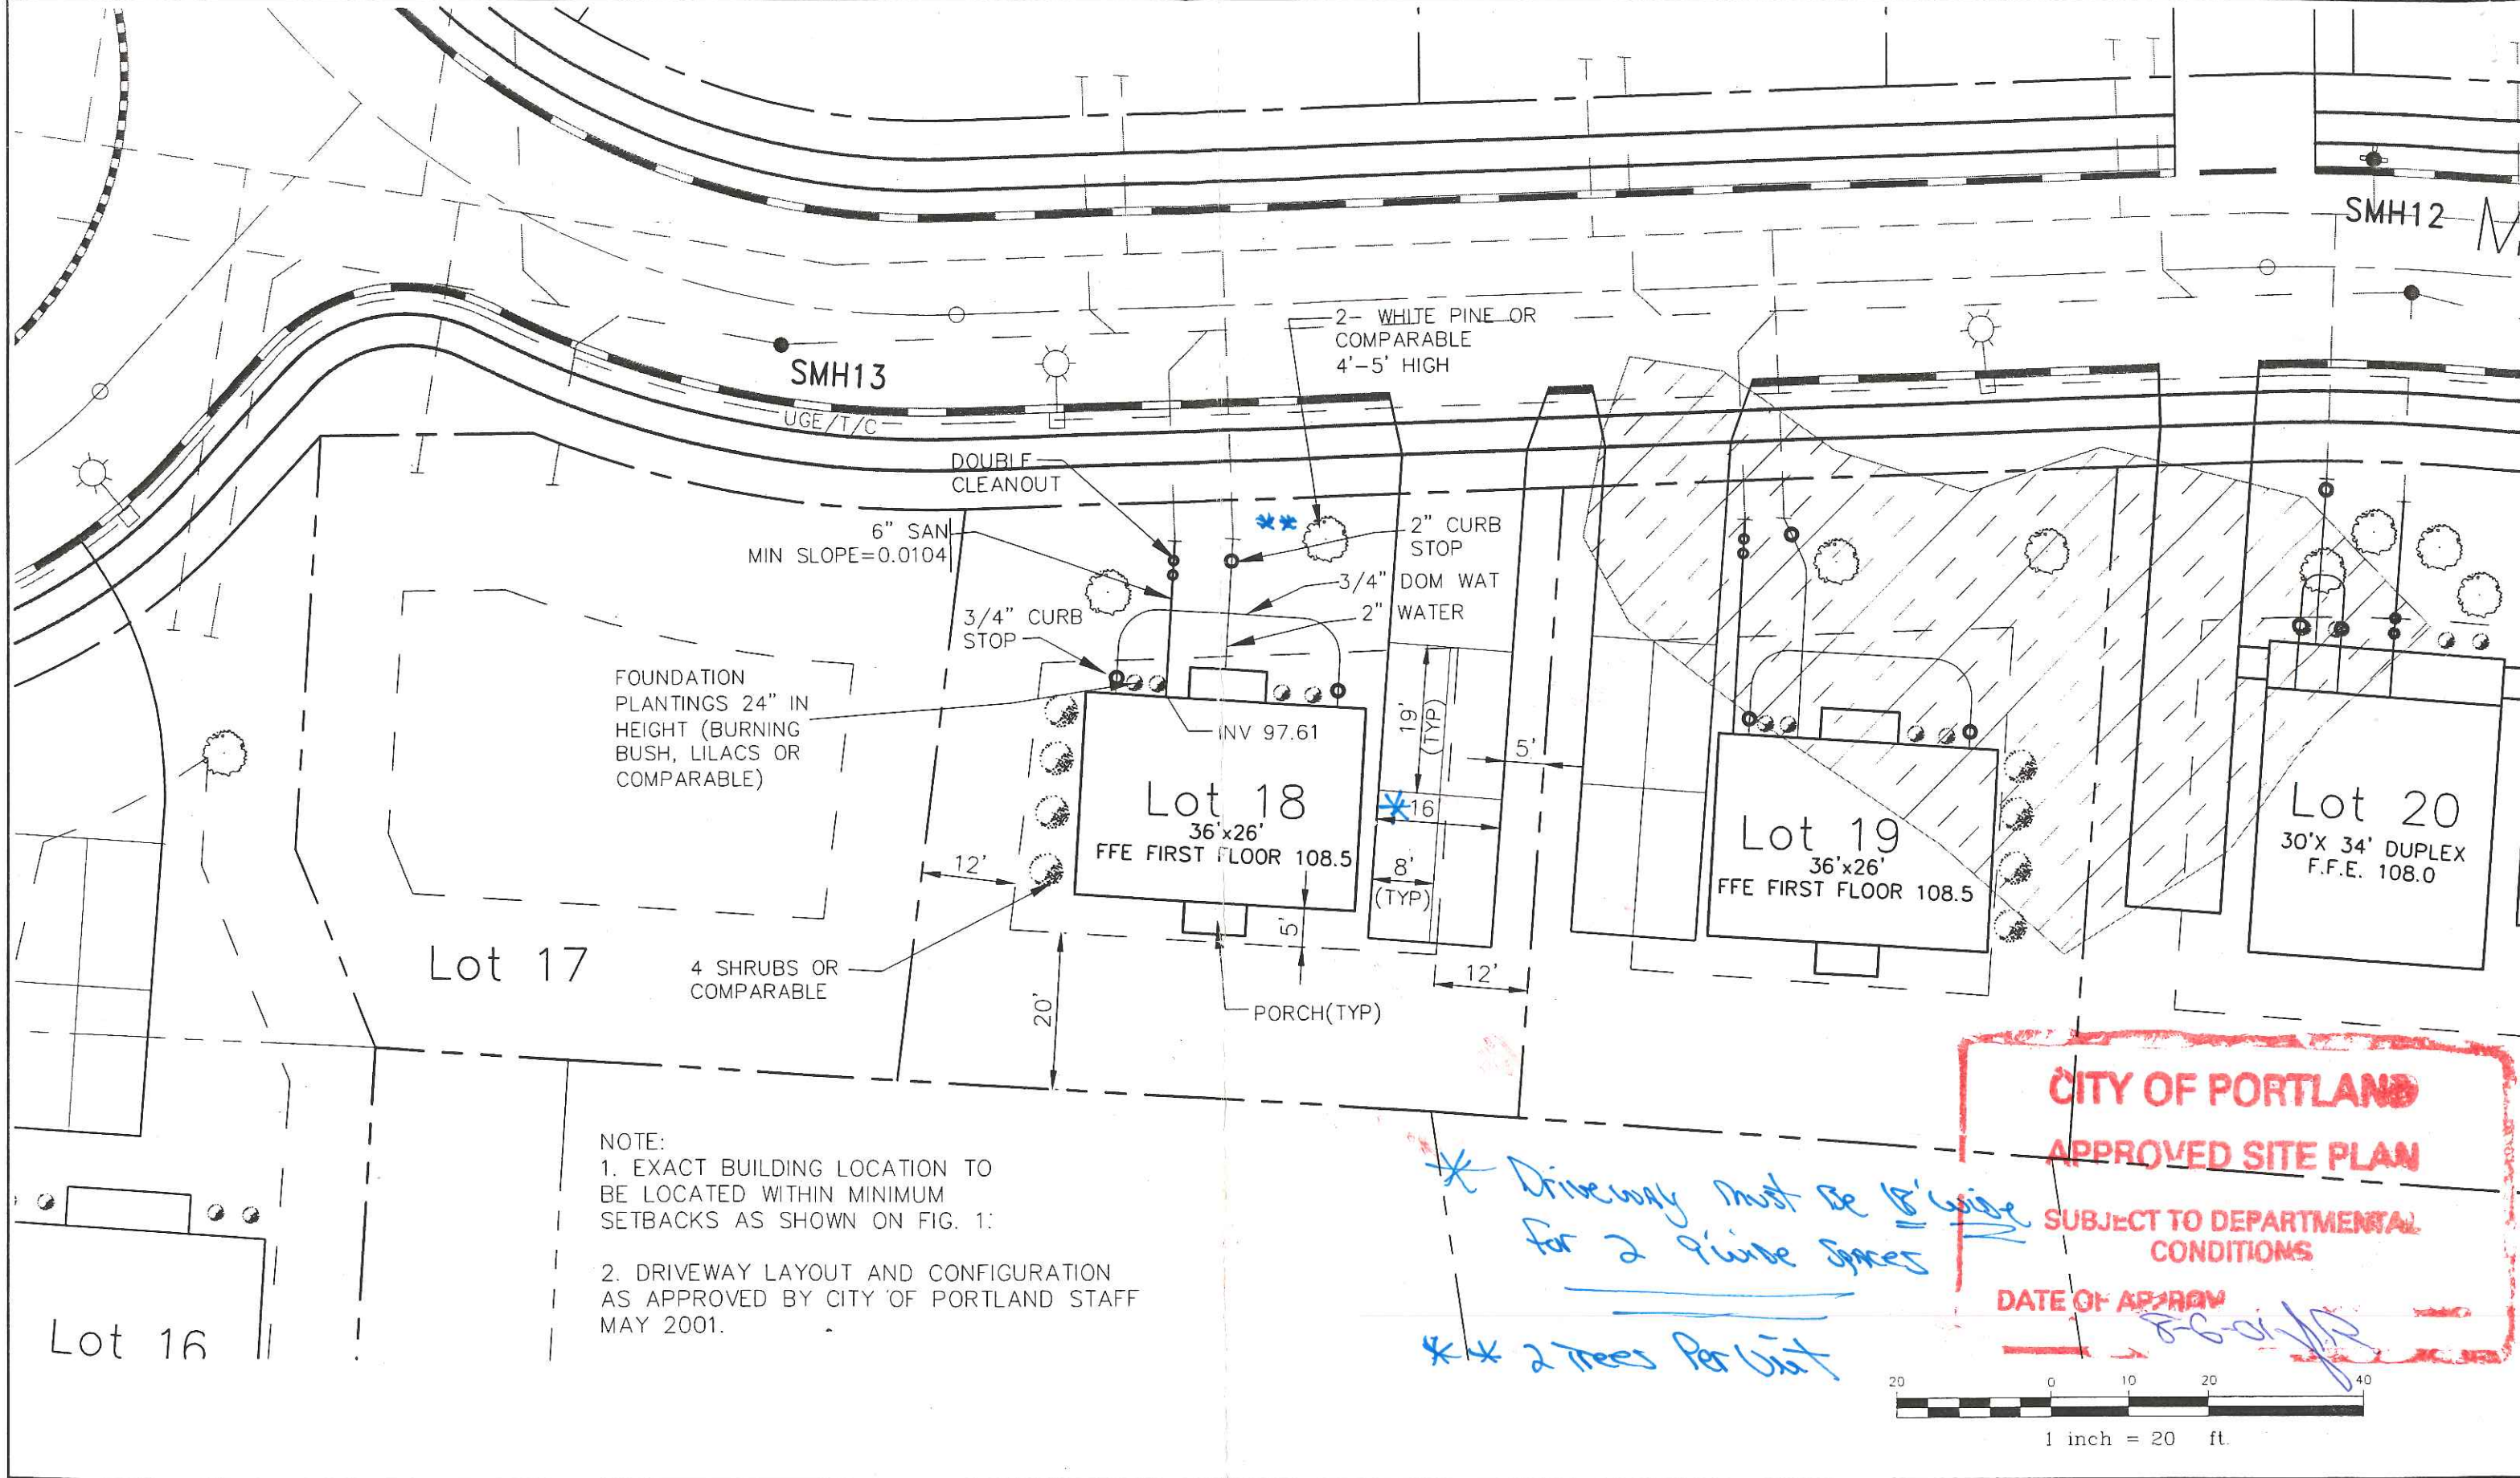 SMH12
2- WHITE PINE OR
COMPARABLE
4'-5' HIGH
SMH13
UGE/T/C
DOUBLE
CLEANOUT
6" SAN
MIN SLOPE=0.0104
**
2" CURB
STOP
3/4" DOM WAT
2" WATER
3/4" CURB
STOP
FOUNDATION
PLANTINGS 24" IN
HEIGHT (BURNING
BUSH, LILACS OR
COMPARABLE)
INV 97.61
19'
(TYP)
5'
*16
8'
(TYP)
Lot 18
36'x26'
FFE FIRST FLOOR 108.5
12'
Lot 19
36'x26'
FFE FIRST FLOOR 108.5
Lot 20
30'X 34' DUPLEX
F.F.E. 108.0
5'
Lot 17
4 SHRUBS OR
COMPARABLE
20'
12'
PORCH(TYP)
NOTE:
1. EXACT BUILDING LOCATION TO
BE LOCATED WITHIN MINIMUM
SETBACKS AS SHOWN ON FIG. 1:
2. DRIVEWAY LAYOUT AND CONFIGURATION
AS APPROVED BY CITY OF PORTLAND STAFF
MAY 2001.
Lot 16
* Driveway must Be 18' wide
For 2 9' wide Spaces
** 2 Trees Per Unit
CITY OF PORTLAND
APPROVED SITE PLAN
SUBJECT TO DEPARTMENTAL
CONDITIONS
DATE OF APPROV
8-6-01
20 0 10 20 40
1 inch = 20 ft.